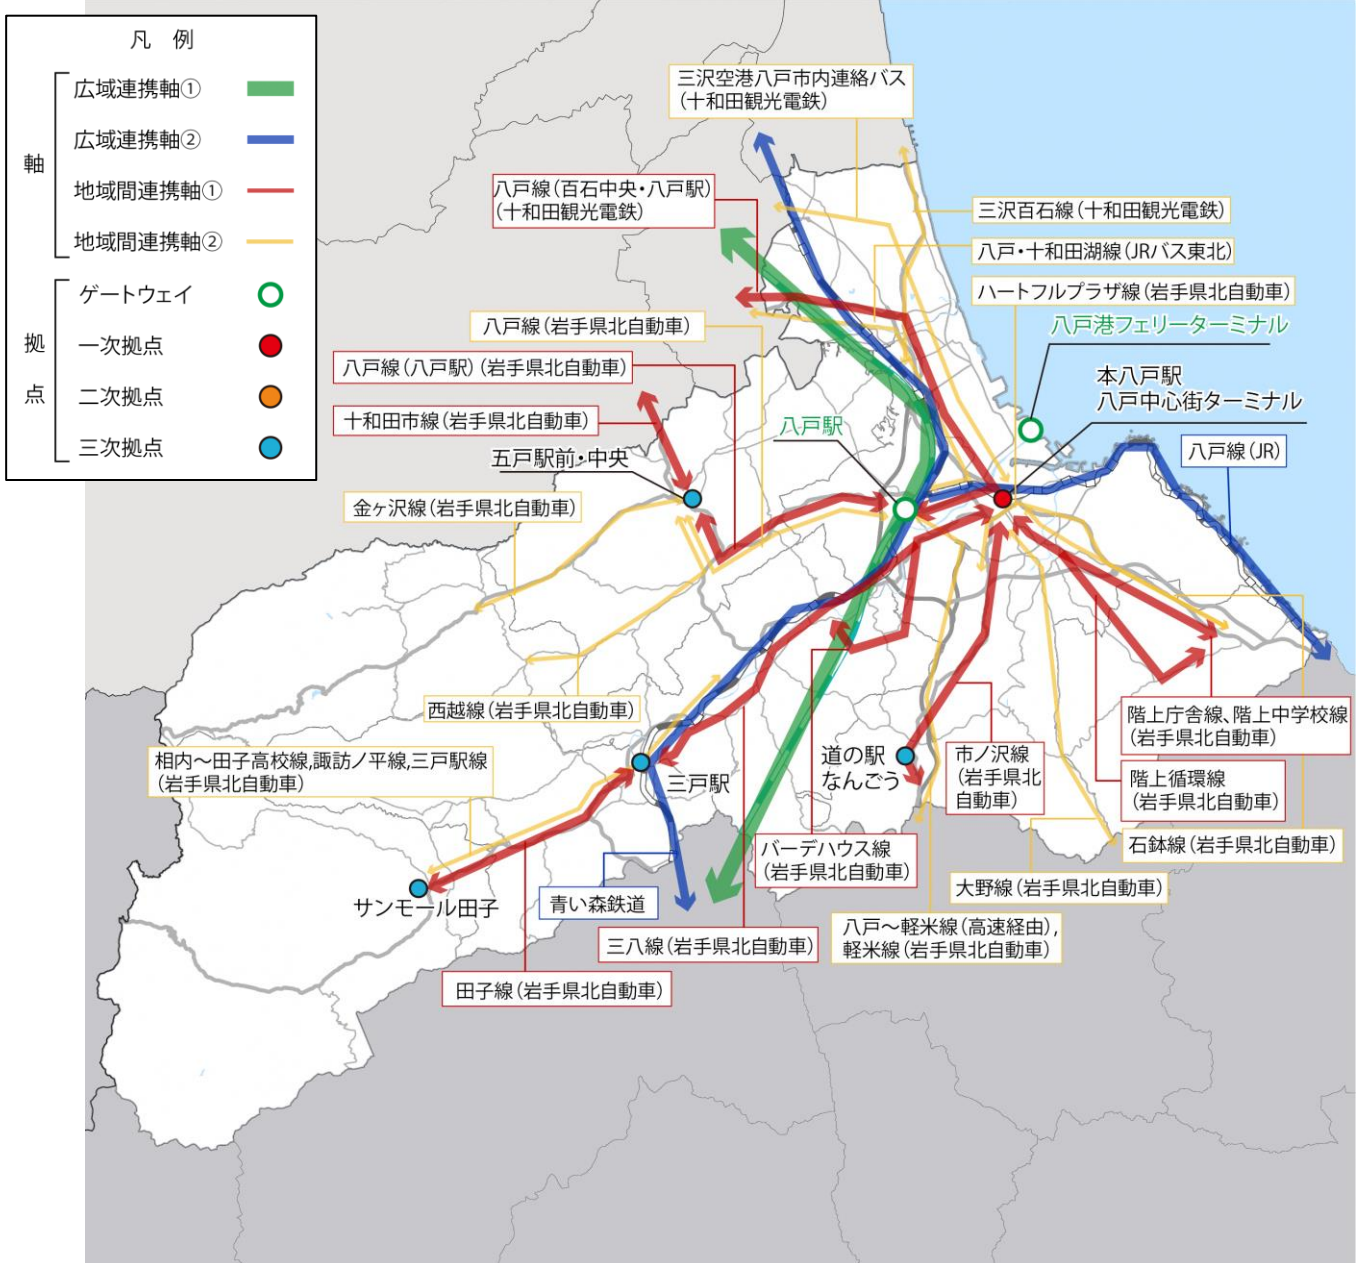 凡 例
軸
広域連携軸①
広域連携軸②
地域間連携軸①
地域間連携軸②
拠点
ゲートウェイ
一次拠点
二次拠点
三次拠点
三沢空港八戸市内連絡バス
(十和田観光電鉄)
八戸線(百石中央・八戸駅)
(十和田観光電鉄)
三沢百石線(十和田観光電鉄)
八戸・十和田湖線(JRバス東北)
ハートフルプラザ線(岩手県北自動車)
八戸港フェリーターミナル
八戸線(岩手県北自動車)
八戸線(八戸駅)(岩手県北自動車)
本八戸駅
八戸中心街ターミナル
十和田市線(岩手県北自動車)
八戸駅
八戸線(JR)
五戸駅前・中央
金ヶ沢線(岩手県北自動車)
西越線(岩手県北自動車)
階上庁舎線、階上中学校線
(岩手県北自動車)
相内～田子高校線,諏訪ノ平線,三戸駅線
(岩手県北自動車)
三戸駅
道の駅
なんごう
市ノ沢線
(岩手県北
自動車)
階上循環線
(岩手県北自動車)
バーデハウス線
(岩手県北自動車)
石鉢線(岩手県北自動車)
大野線(岩手県北自動車)
サンモール田子
青い森鉄道
八戸～軽米線(高速経由),
軽米線(岩手県北自動車)
三八線(岩手県北自動車)
田子線(岩手県北自動車)